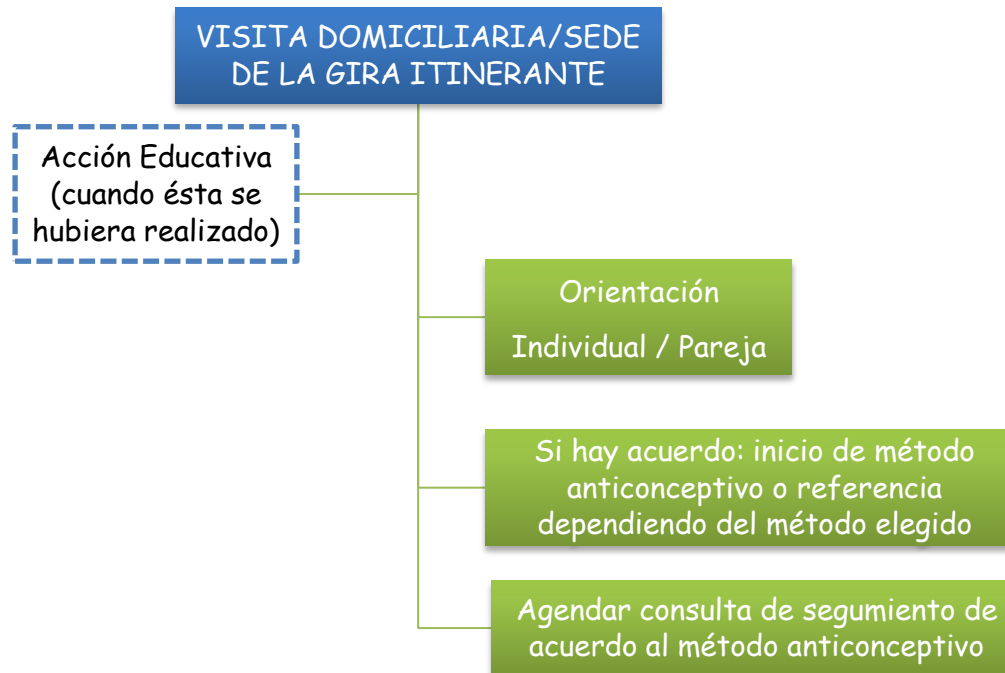 VISITA DOMICILIARIA/SEDE
DE LA GIRA ITINERANTE
Acción Educativa
(cuando ésta se
hubiera realizado)
Orientación
Individual / Pareja
Si hay acuerdo: inicio de método
anticonceptivo o referencia
dependiendo del método elegido
Agendar consulta de segumiento de
acuerdo al método anticonceptivo